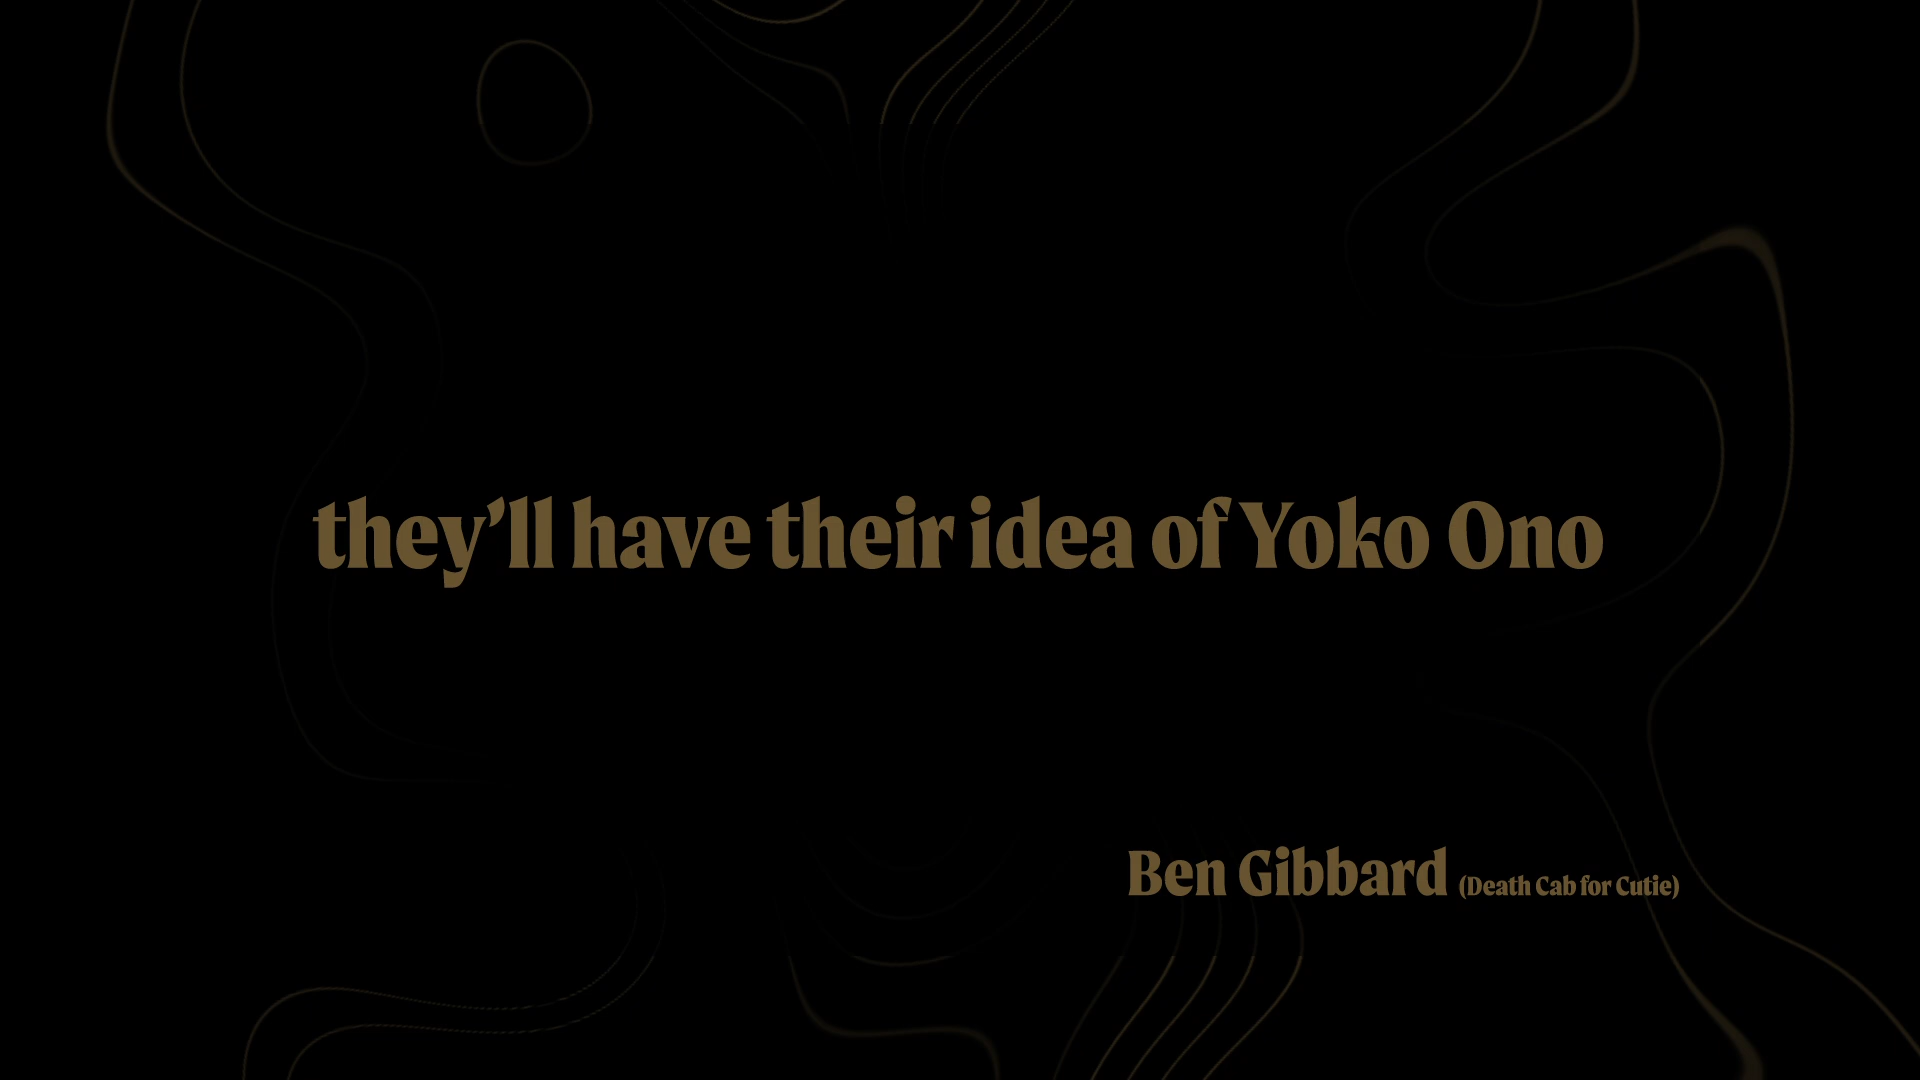 they’ll have their idea of Yoko Ono
Ben Gibbard (Death Cab for Cutie)